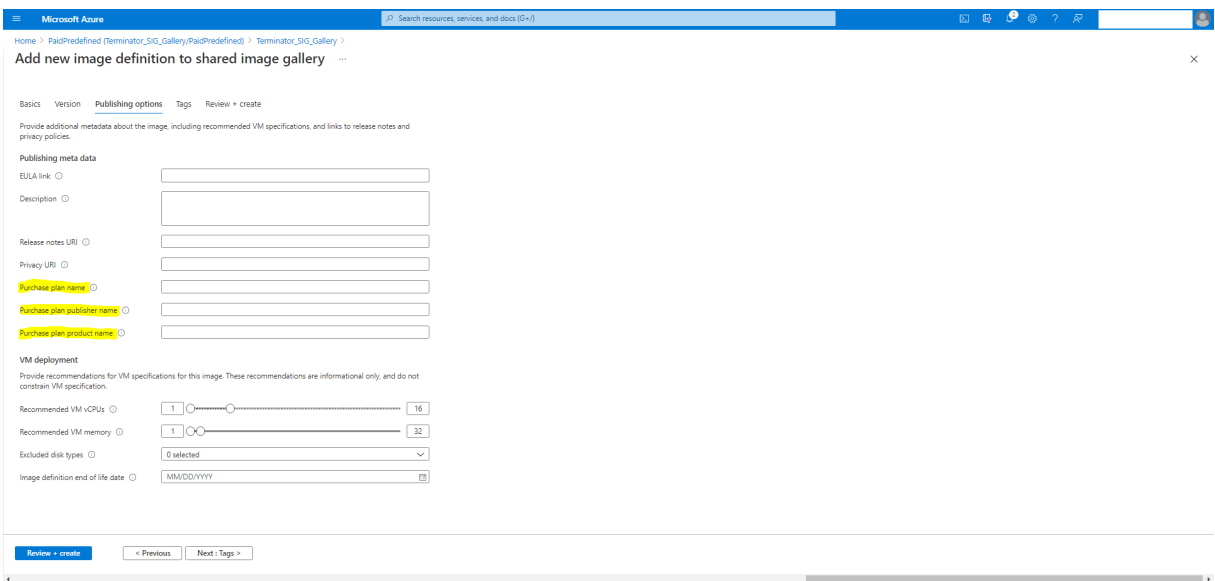 Microsoft Azure
Search resources, services, and docs (G+/)
2
Home > PaidPredefined (Terminator_SIG_Gallery/PaidPredefined) > Terminator_SIG_Gallery >
Add new image definition to shared image gallery ...
Basics Version Publishing options Tags Review + create
Provide additional metadata about the image, including recommended VM specifications, and links to release notes and
privacy policies.
Publishing meta data
EULA link
Description
Release notes URI
Privacy URI
Purchase plan name
Purchase plan publisher name
Purchase plan product name
VM deployment
Provide recommendations for VM specifications for this image. These recommendations are informational only, and do not
constrain VM specification.
Recommended VM vCPUs 1 16
Recommended VM memory 1 32
Excluded disk types 0 selected
Image definition end of life date MM/DD/YYYY
Review + create < Previous Next : Tags >